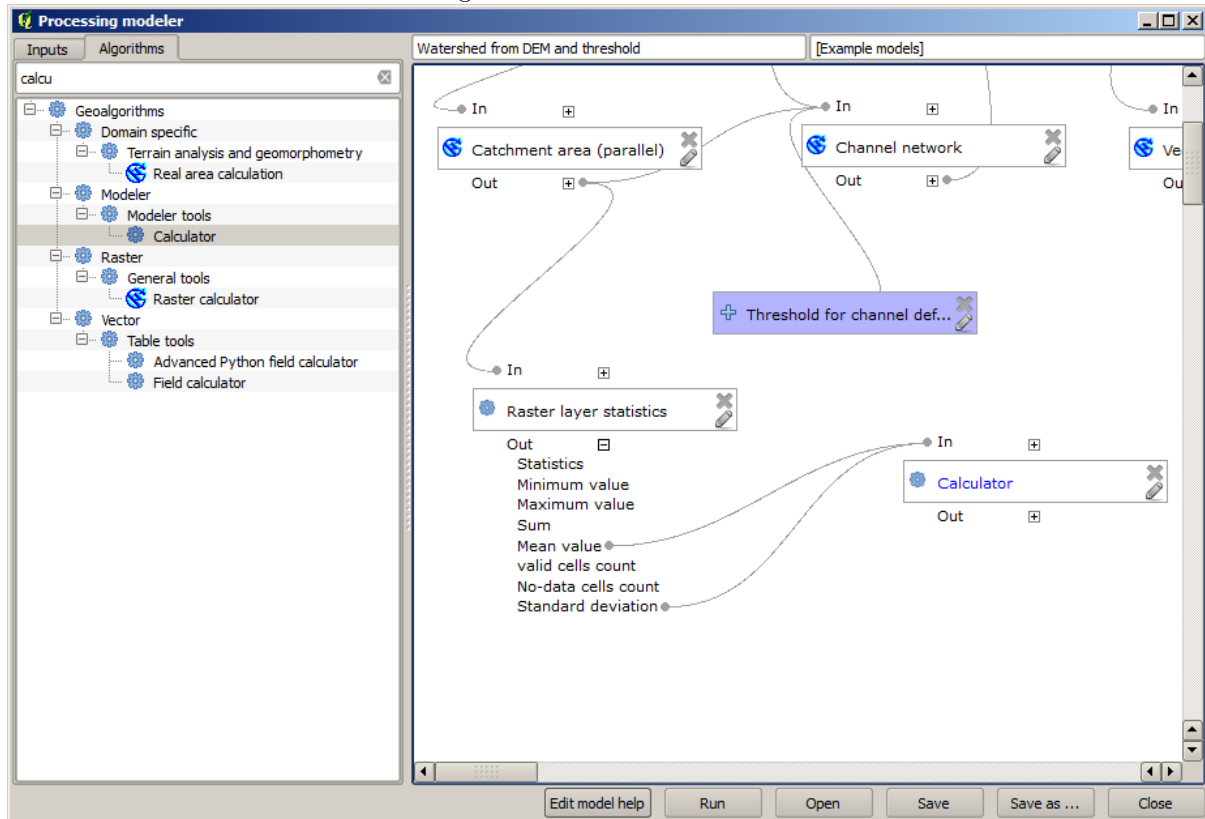 Processing modeler
Inputs Algorithms
Watershed from DEM and threshold [Example models]
calcu
Geoalgorithms
Domain specific
Terrain analysis and geomorphometry
Real area calculation
Modeler
Modeler tools
Calculator
Raster
General tools
Raster calculator
Vector
Table tools
Advanced Python field calculator
Field calculator
In
Catchment area (parallel)
Out
In
Channel network
Out
In
Ve
Ou
Threshold for channel def...
In
Raster layer statistics
Out
Statistics
Minimum value
Maximum value
Sum
Mean value
valid cells count
No-data cells count
Standard deviation
In
Calculator
Out
Edit model help Run Open Save Save as ... Close